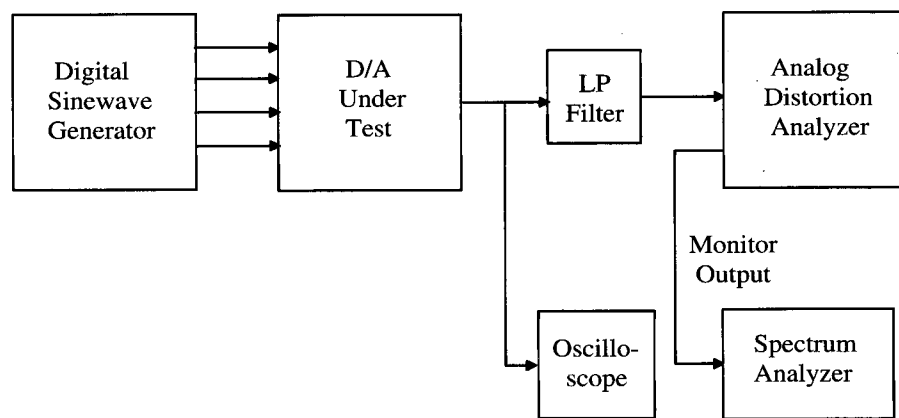 Digital
Sinewave
Generator
D/A
Under
Test
LP
Filter
Analog
Distortion
Analyzer
Monitor
Output
Oscillo-
scope
Spectrum
Analyzer